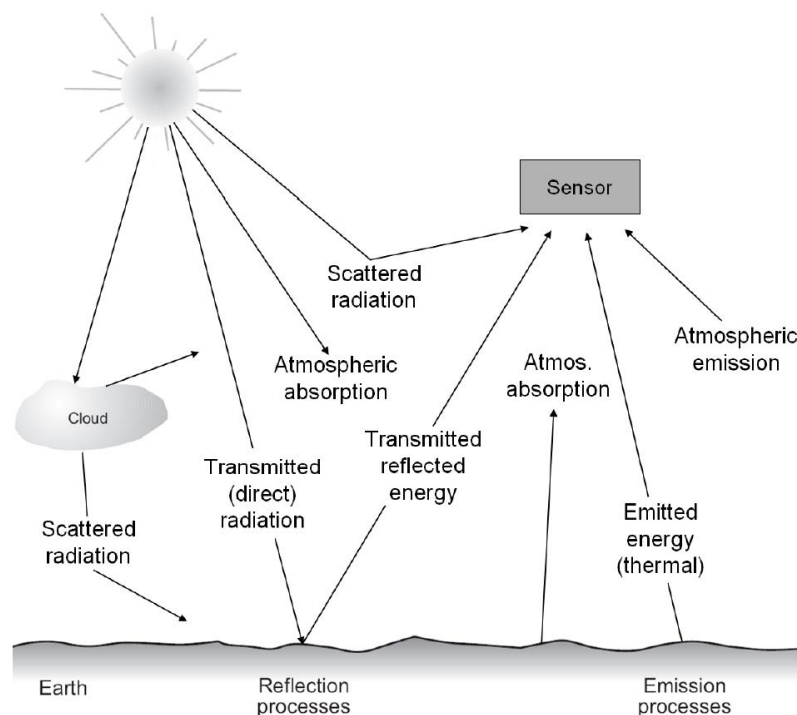 Sensor
Scattered
radiation
Atmospheric
emission
Atmospheric
absorption
Atmos.
absorption
Cloud
Transmitted
reflected
energy
Transmitted
(direct)
radiation
Scattered
radiation
Emitted
energy
(thermal)
Earth
Reflection
processes
Emission
processes